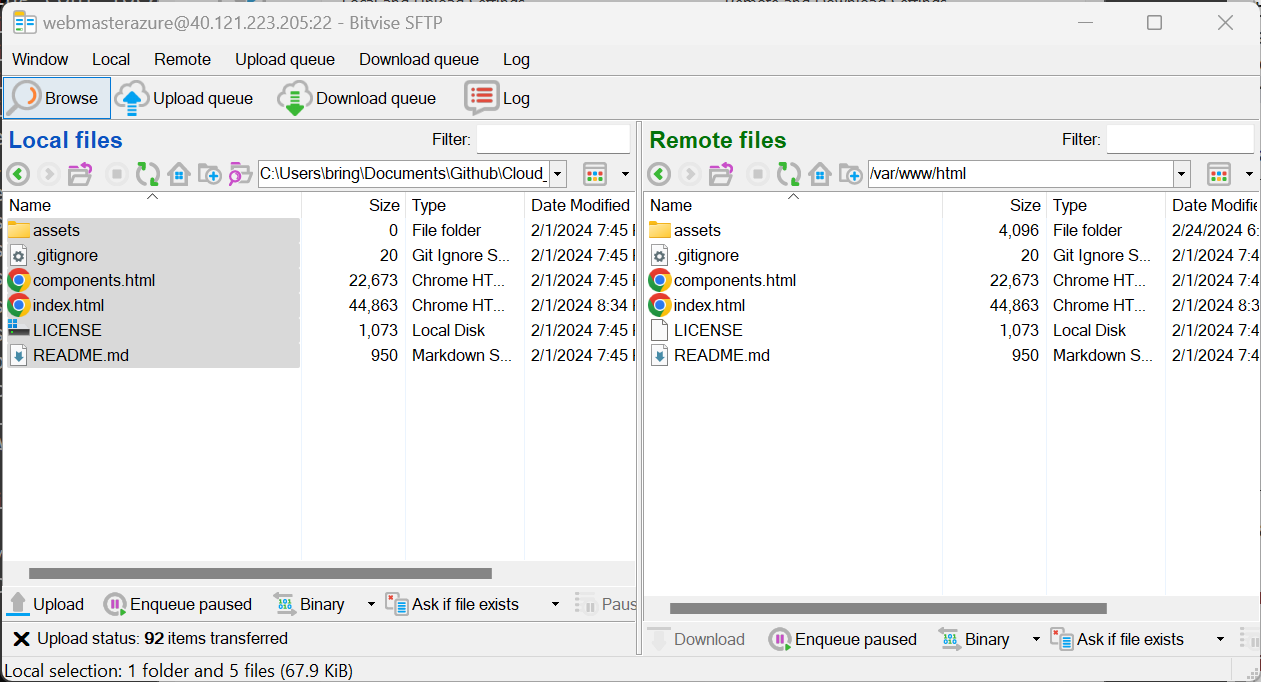 webmasterazure@40.121.223.205:22 - Bitvise SFTP
Window Local Remote Upload queue Download queue Log
Browse Upload queue Download queue Log
Local files Filter:
C:\Users\bring\Documents\Github\Cloud_
Name Size Type Date Modified
assets 0 File folder 2/1/2024 7:45
.gitignore 20 Git Ignore S... 2/1/2024 7:45
components.html 22,673 Chrome HT... 2/1/2024 7:45
index.html 44,863 Chrome HT... 2/1/2024 8:34
LICENSE 1,073 Local Disk 2/1/2024 7:45
README.md 950 Markdown S... 2/1/2024 7:45
Upload Enqueue paused Binary Ask if file exists Paus
Upload status: 92 items transferred
Remote files Filter:
/var/www/html
Name Size Type Date Modifie
assets 4,096 File folder 2/24/2024 6:
.gitignore 20 Git Ignore S... 2/1/2024 7:4
components.html 22,673 Chrome HT... 2/1/2024 7:4
index.html 44,863 Chrome HT... 2/1/2024 8:3
LICENSE 1,073 Local Disk 2/1/2024 7:4
README.md 950 Markdown S... 2/1/2024 7:4
Download Enqueue paused Binary Ask if file exists
Local selection: 1 folder and 5 files (67.9 KiB)